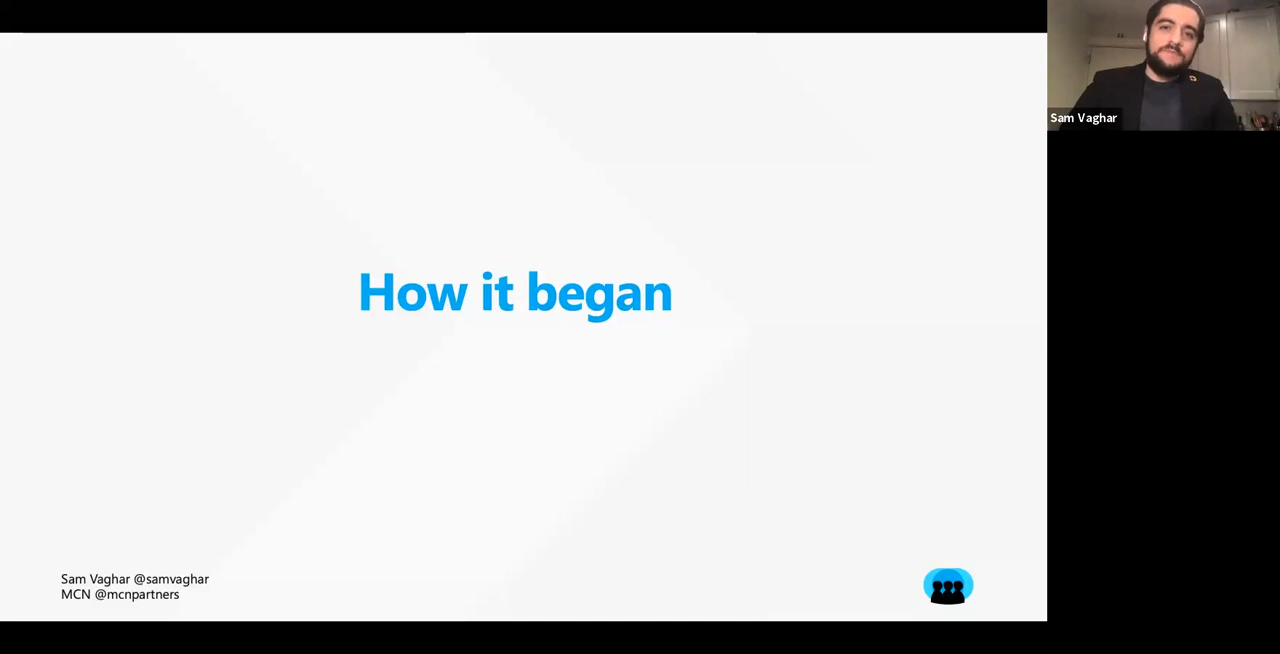 Sam Vaghar
How it began
Sam Vaghar @samvaghar
MCN @mcnpartners